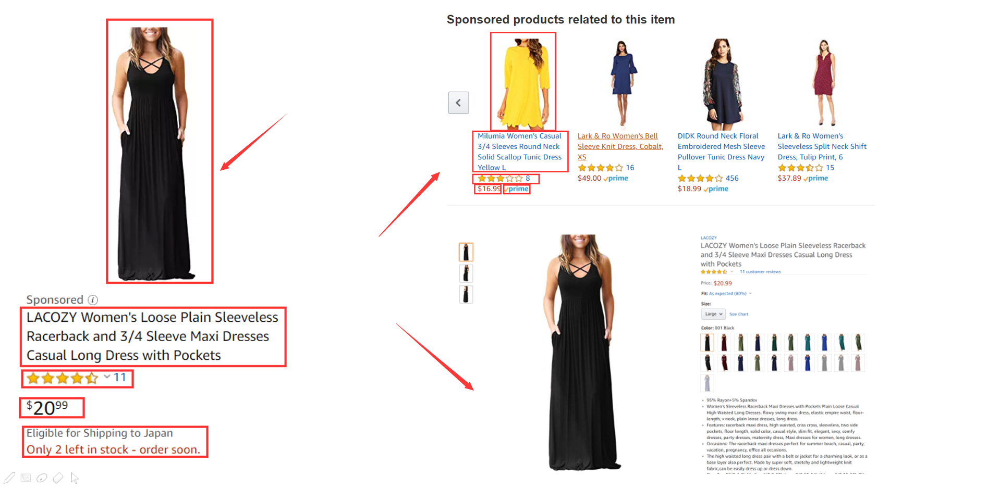 Sponsored
LACOZY Women's Loose Plain Sleeveless
Racerback and 3/4 Sleeve Maxi Dresses
Casual Long Dress with Pockets
11
$20.99
Eligible for Shipping to Japan
Only 2 left in stock - order soon.
Sponsored products related to this item
Milumia Women's Casual
3/4 Sleeves Round Neck
Solid Scallop Tunic Dress
Yellow L
8
$16.99 prime
Lark & Ro Women's Bell
Sleeve Knit Dress, Cobalt,
XS
16
$49.00 prime
DIDK Round Neck Floral
Embroidered Mesh Sleeve
Pullover Tunic Dress Navy
L
456
$18.99 prime
Lark & Ro Women's
Sleeveless Split Neck Shift
Dress, Tulip Print, 6
15
$37.89 prime
LACOZY
LACOZY Women's Loose Plain Sleeveless Racerback
and 3/4 Sleeve Maxi Dresses Casual Long Dress
with Pockets
11 customer reviews
Price: $20.99
Fit: As expected (80%)
Size:
Large Size Chart
Color: 001 Black
95% Rayon+5% Spandex
Women's Sleeveless Racerback Maxi Dresses with Pockets Plain Loose Casual
High Waisted Long Dresses. flowy swing maxi dress, elastic empire waist, floor-
length, v neck, plain loose dresses, long dress.
Features: racerback maxi dress, high waisted, criss cross, sleeveless, two side
pockets, floor length, solid color, casual style, slim fit, elegant, sexy, comfy
dresses, party dresses, maternity dress, Maxi dresses for women, long dresses.
Occasions: The racerback maxi dresses perfect for summer beach, casual, party,
vacation, pregnancy, office all occasions.
The high waisted long dress pair with a belt or jacket for a charming look, or as a
base layer also perfect. Made by super soft, stretchy and lightweight knit
fabric,can be easily dress up or dress down.